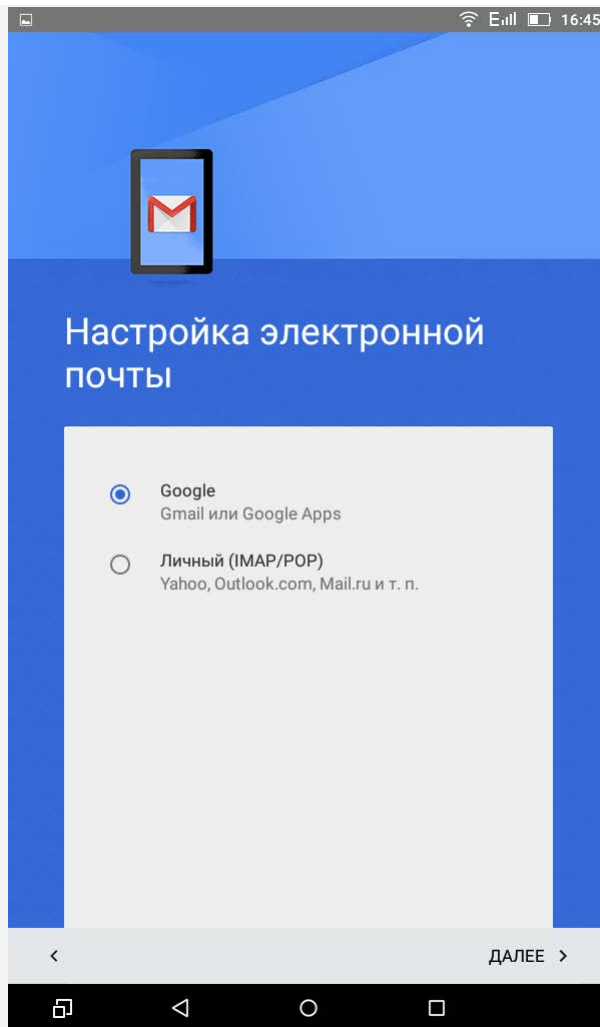 16:45
Настройка электронной
почты
Google
Gmail или Google Apps
Личный (IMAP/POP)
Yahoo, Outlook.com, Mail.ru и т. п.
ДАЛЕЕ